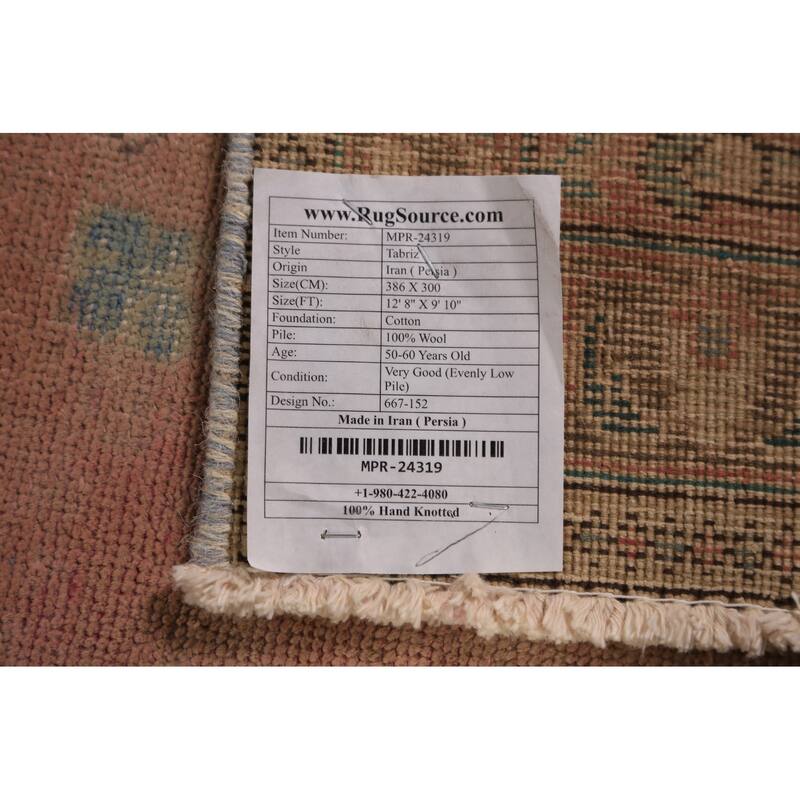 www.RugSource.com
Item Number: MPR-24319
Style Tabriz
Origin Iran ( Persia )
Size(CM): 386 X 300
Size(FT): 12' 8" X 9' 10"
Foundation: Cotton
Pile: 100% Wool
Age: 50-60 Years Old
Condition: Very Good (Evenly Low
Pile)
Design No.: 667-152
Made in Iran ( Persia )
MPR-24319
+1-980-422-4080
100% Hand Knotted